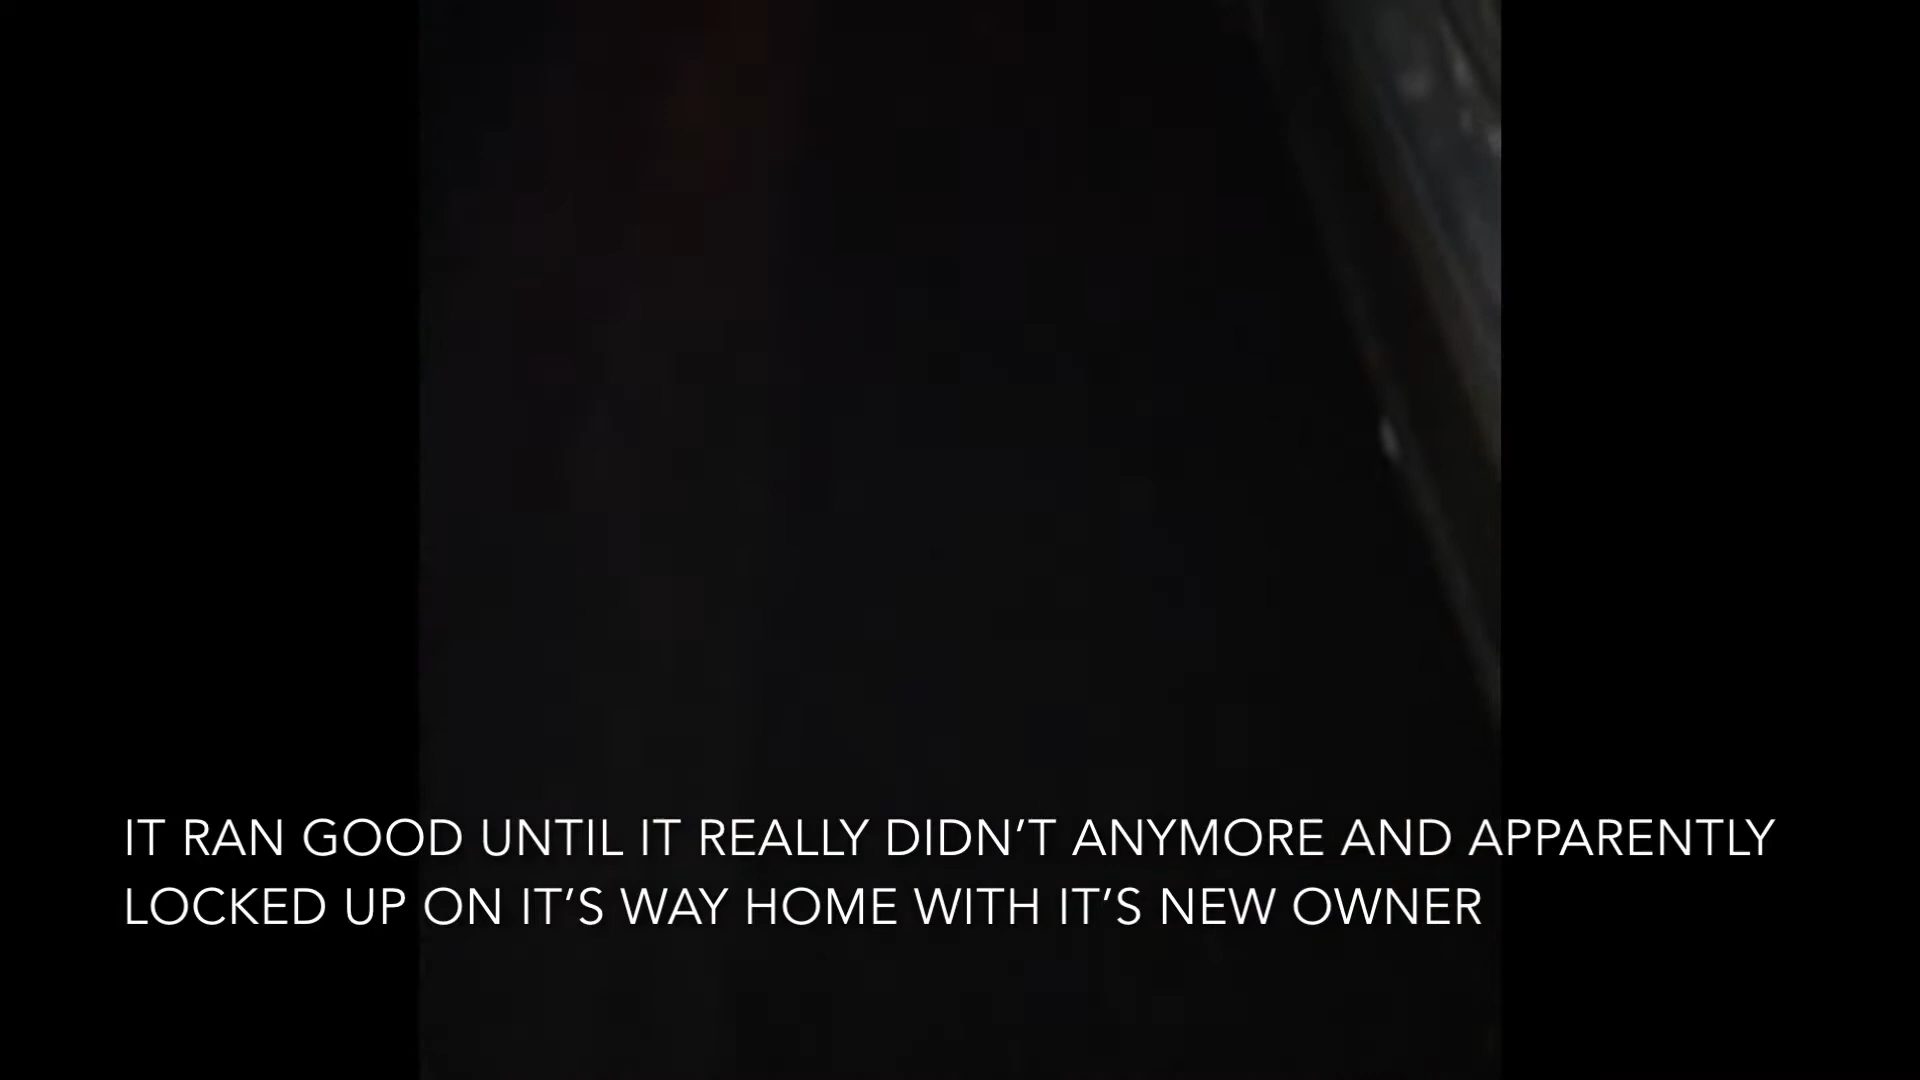 IT RAN GOOD UNTIL IT REALLY DIDN’T ANYMORE AND APPARENTLY
LOCKED UP ON IT’S WAY HOME WITH IT’S NEW OWNER